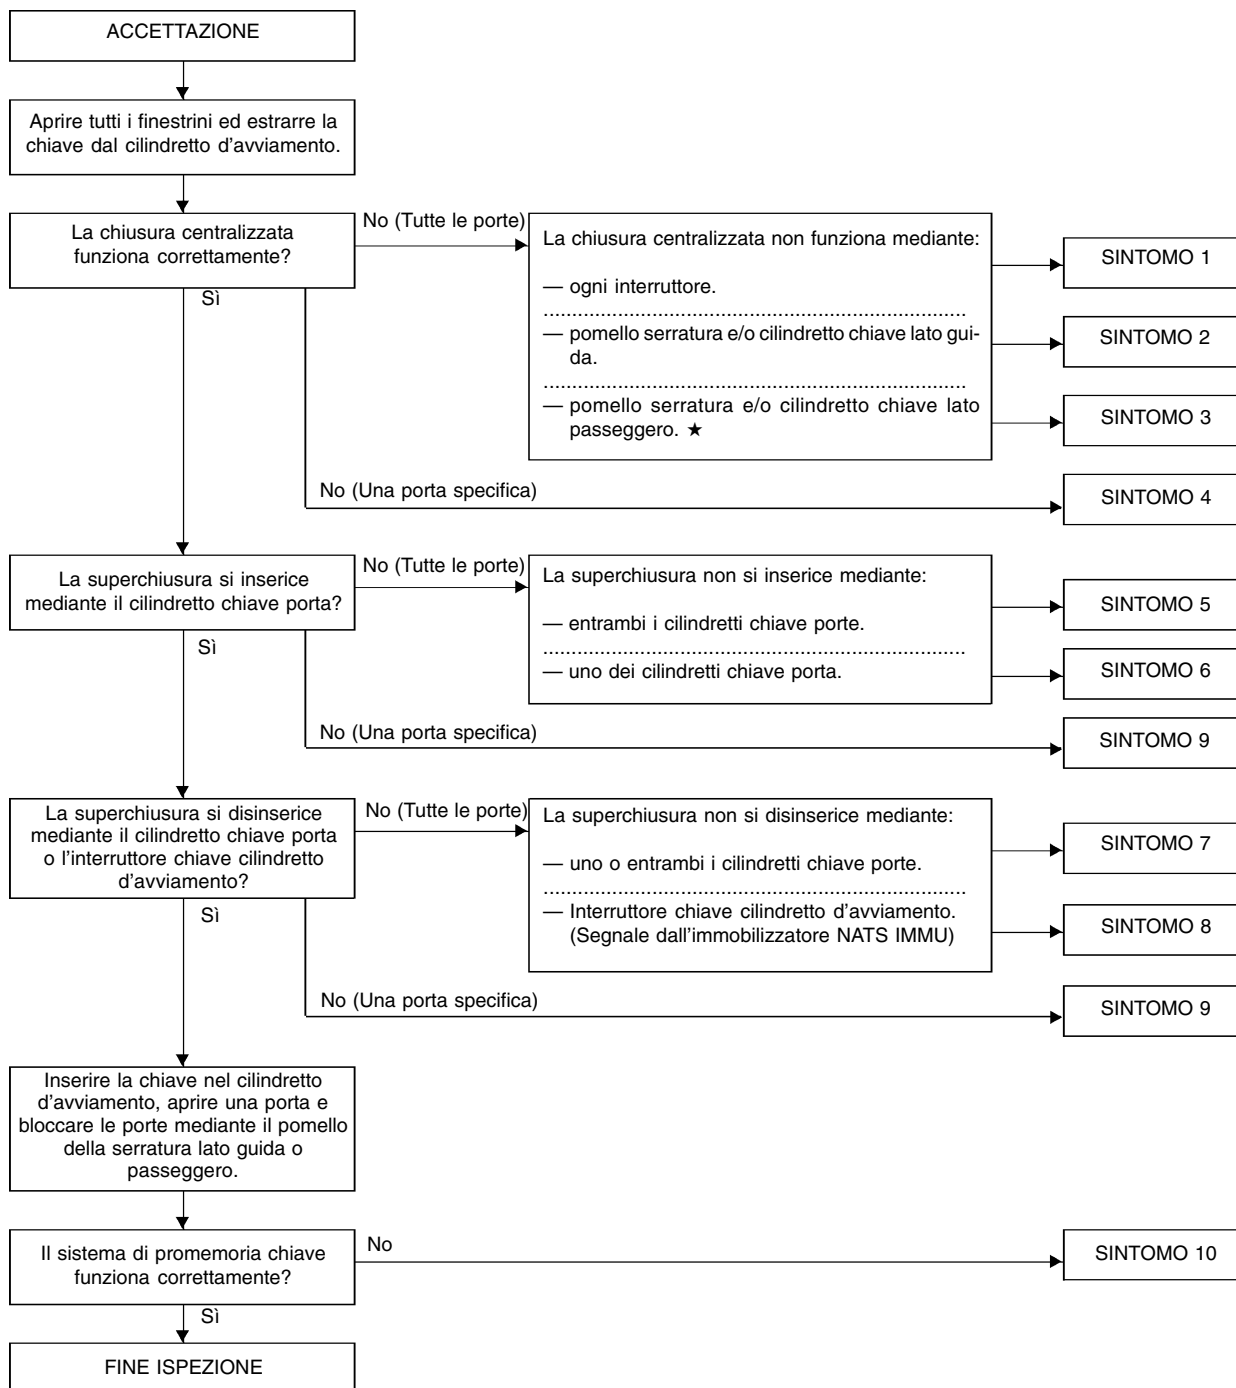 ACCETTAZIONE
Aprire tutti i finestrini ed estrarre la
chiave dal cilindretto d'avviamento.
La chiusura centralizzata
funziona correttamente?
No (Tutte le porte)
La chiusura centralizzata non funziona mediante:
— ogni interruttore.
— pomello serratura e/o cilindretto chiave lato gui-
da.
— pomello serratura e/o cilindretto chiave lato
passeggero. ★
SINTOMO 1
SINTOMO 2
SINTOMO 3
Sì
No (Una porta specifica)
SINTOMO 4
La superchiusura si inserice
mediante il cilindretto chiave porta?
No (Tutte le porte)
La superchiusura non si inserice mediante:
— entrambi i cilindretti chiave porte.
— uno dei cilindretti chiave porta.
SINTOMO 5
SINTOMO 6
Sì
No (Una porta specifica)
SINTOMO 9
La superchiusura si disinserice
mediante il cilindretto chiave porta
o l'interruttore chiave cilindretto
d'avviamento?
No (Tutte le porte)
La superchiusura non si disinserice mediante:
— uno o entrambi i cilindretti chiave porte.
— Interruttore chiave cilindretto d'avviamento.
(Segnale dall'immobilizzatore NATS IMMU)
SINTOMO 7
SINTOMO 8
Sì
No (Una porta specifica)
SINTOMO 9
Inserire la chiave nel cilindretto
d'avviamento, aprire una porta e
bloccare le porte mediante il pomello
della serratura lato guida o
passeggero.
Il sistema di promemoria chiave
funziona correttamente?
No
SINTOMO 10
Sì
FINE ISPEZIONE